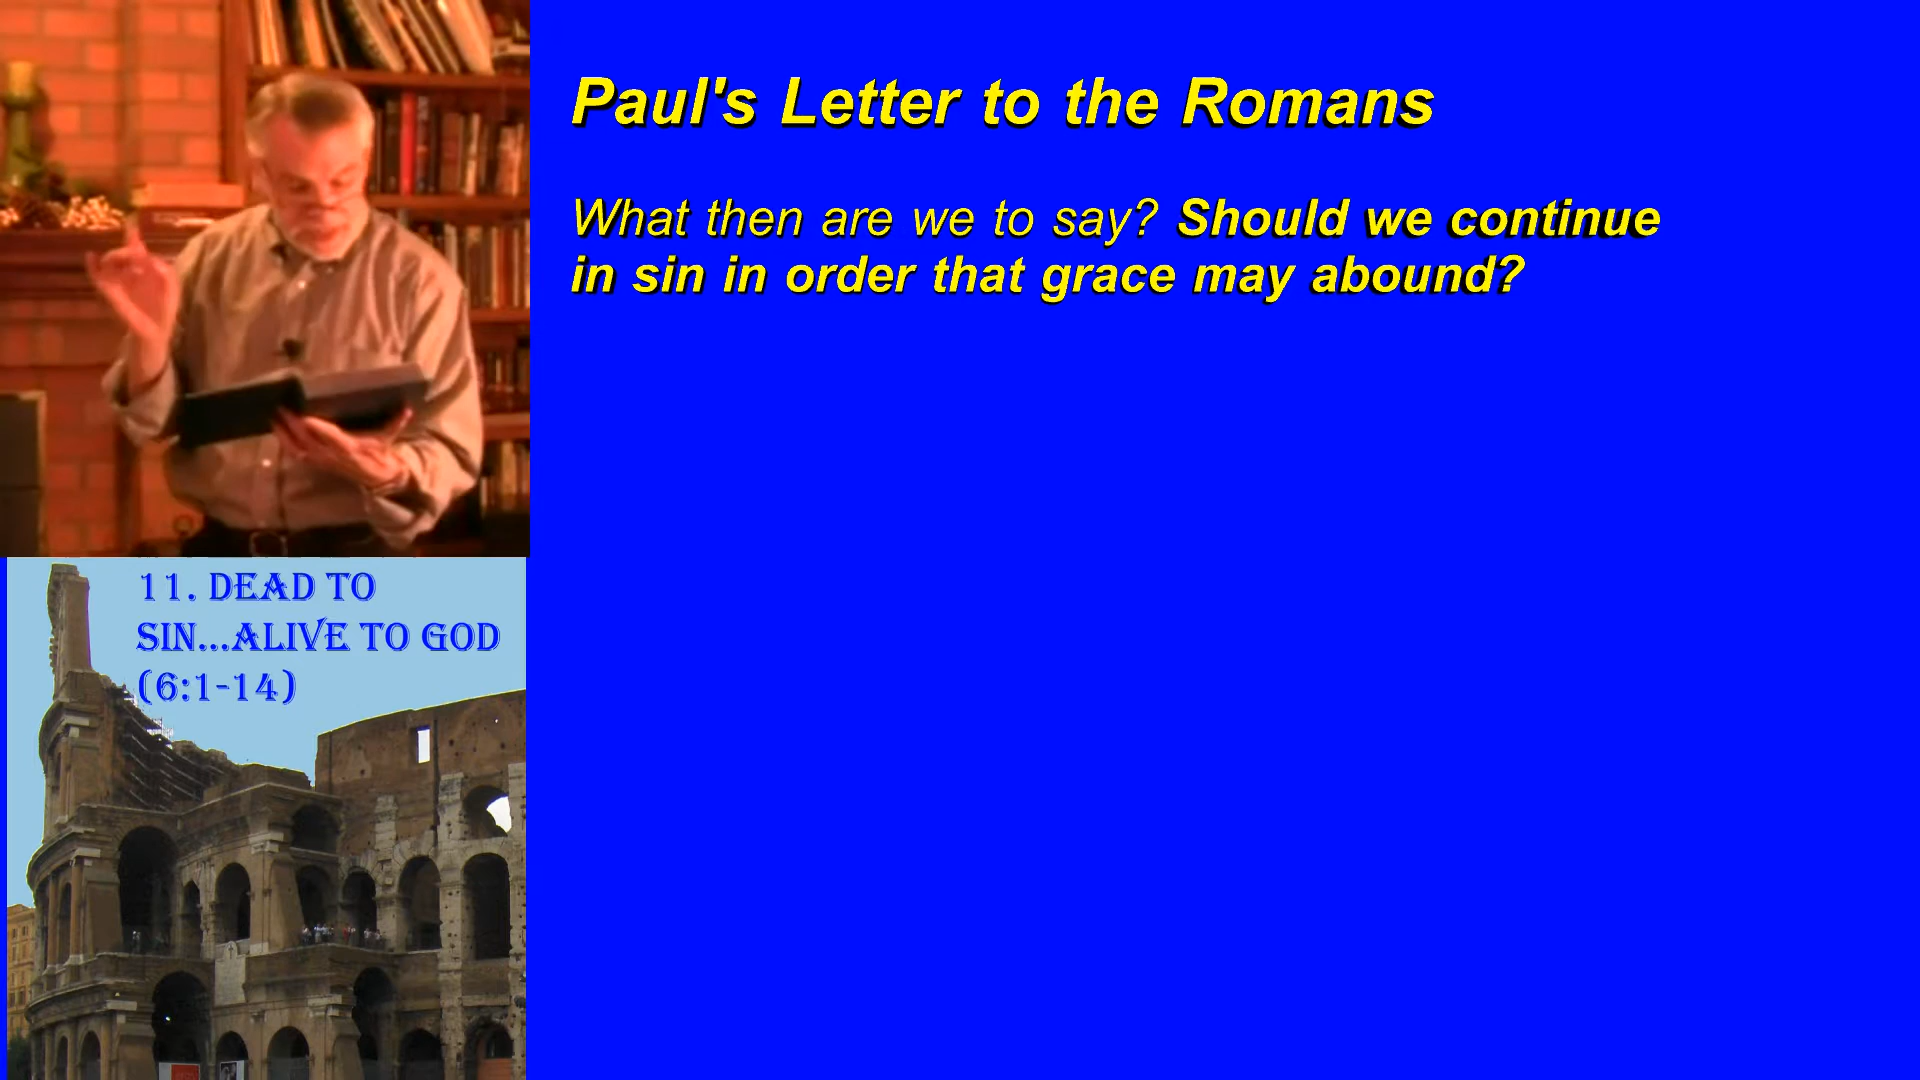 Paul's Letter to the Romans
What then are we to say? Should we continue
in sin in order that grace may abound?
11. DEAD TO
SIN...ALIVE TO GOD
(6:1-14)